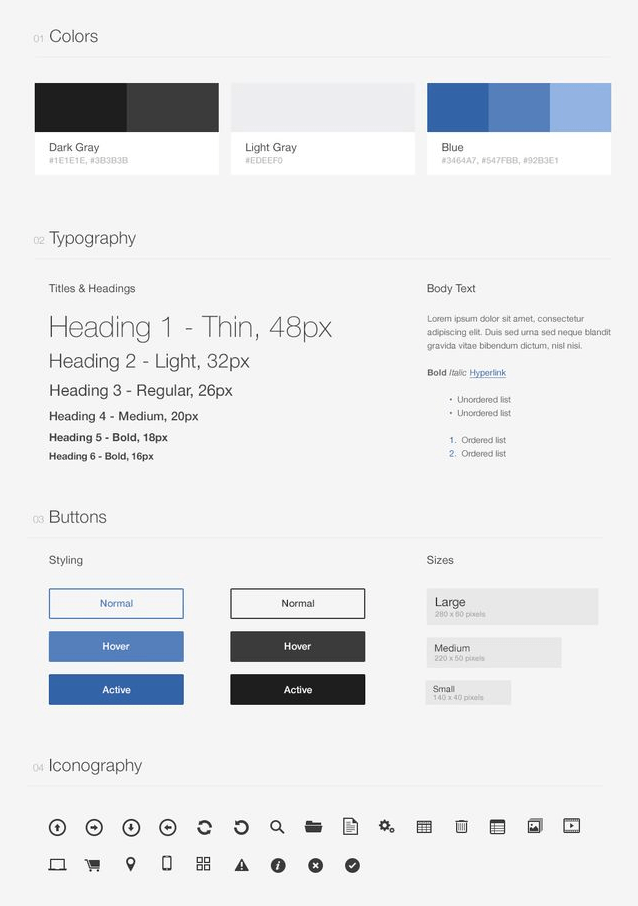 01 Colors
Dark Gray
#1E1E1E, #3B3B3B
Light Gray
#EDEEF0
Blue
#3464A7, #547FBB, #92B3E1
02 Typography
Titles & Headings
Heading 1 - Thin, 48px
Heading 2 - Light, 32px
Heading 3 - Regular, 26px
Heading 4 - Medium, 20px
Heading 5 - Bold, 18px
Heading 6 - Bold, 16px
Body Text
Lorem ipsum dolor sit amet, consectetur
adipiscing elit. Duis sed urna sed neque blandit
gravida vitae bibendum dictum, nisl nisi.
Bold Italic Hyperlink
• Unordered list
• Unordered list
1. Ordered list
2. Ordered list
03 Buttons
Styling
Normal
Hover
Active
Normal
Hover
Active
Sizes
Large
280 x 60 pixels
Medium
220 x 50 pixels
Small
140 x 40 pixels
04 Iconography